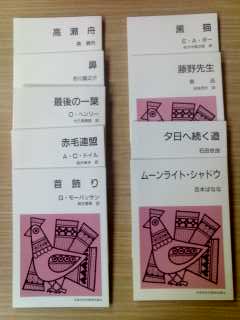 高瀬舟
森 鷗外
鼻
芥川龍之介
最後の一葉
O・ヘンリー
赤毛連盟
A・C・ドイル
首飾り
G・モーパッサン
黒猫
E・A・ポー
藤野先生
魯迅
夕日へ続く道
石田衣良
ムーンライト・シャドウ
吉本ばなな